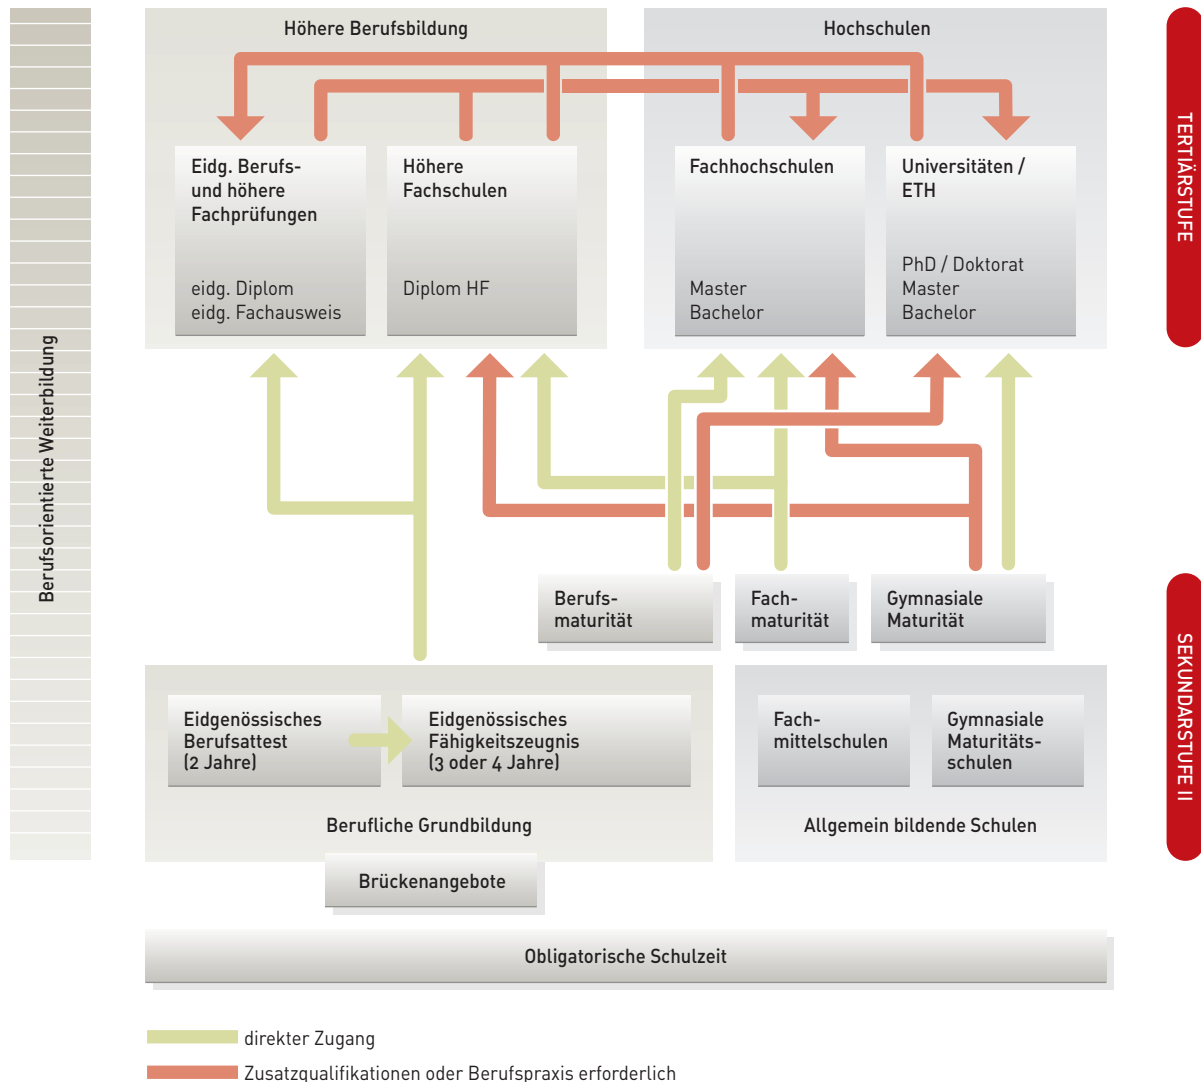 Höhere Berufsbildung
Hochschulen
Eidg. Berufs-
und höhere
Fachprüfungen
eidg. Diplom
eidg. Fachausweis
Höhere
Fachschulen
Diplom HF
Fachhochschulen
Master
Bachelor
Universitäten /
ETH
PhD / Doktorat
Master
Bachelor
TERTIÄRSTUFE
Berufsorientierte Weiterbildung
Berufs-
maturität
Fach-
maturität
Gymnasiale
Maturität
SEKUNDARSTUFE II
Eidgenössisches
Berufsattest
(2 Jahre)
Eidgenössisches
Fähigkeitszeugnis
(3 oder 4 Jahre)
Fach-
mittelschulen
Gymnasiale
Maturitäts-
schulen
Berufliche Grundbildung
Allgemein bildende Schulen
Brückenangebote
Obligatorische Schulzeit
direkter Zugang
Zusatzqualifikationen oder Berufspraxis erforderlich